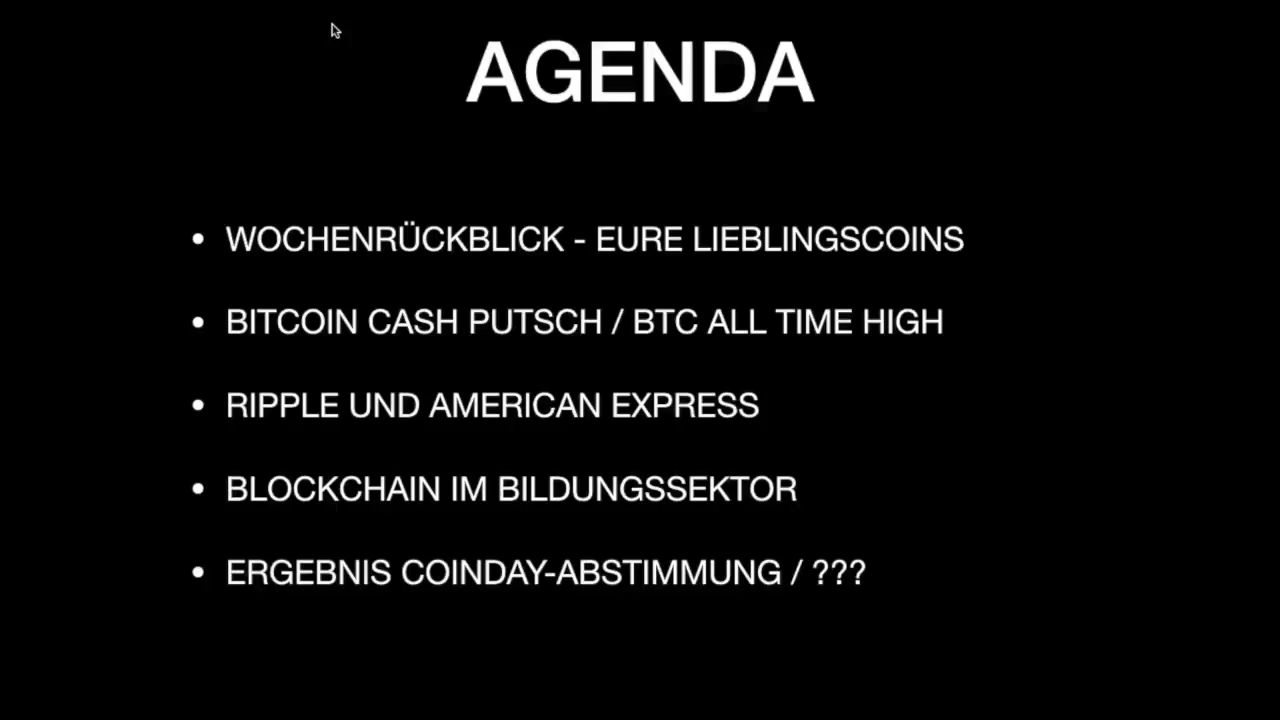 AGENDA
• WOCHENRÜCKBLICK - EURE LIEBLINGSCOINS
• BITCOIN CASH PUTSCH / BTC ALL TIME HIGH
• RIPPLE UND AMERICAN EXPRESS
• BLOCKCHAIN IM BILDUNGSSEKTOR
• ERGEBNIS COINDAY-ABSTIMMUNG / ???